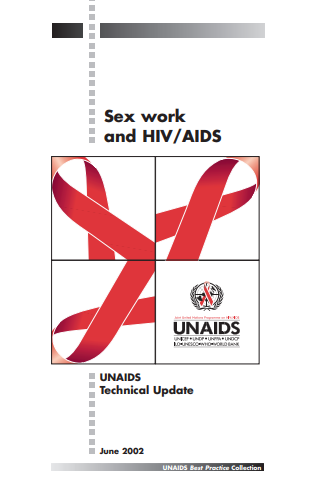 Sex work
and HIV/AIDS
Joint United Nations Programme on HIV/AIDS
UNAIDS
UNICEF • UNDP • UNFPA • UNDCP
ILO • UNESCO • WHO • WORLD BANK
UNAIDS
Technical Update
June 2002
UNAIDS Best Practice Collection